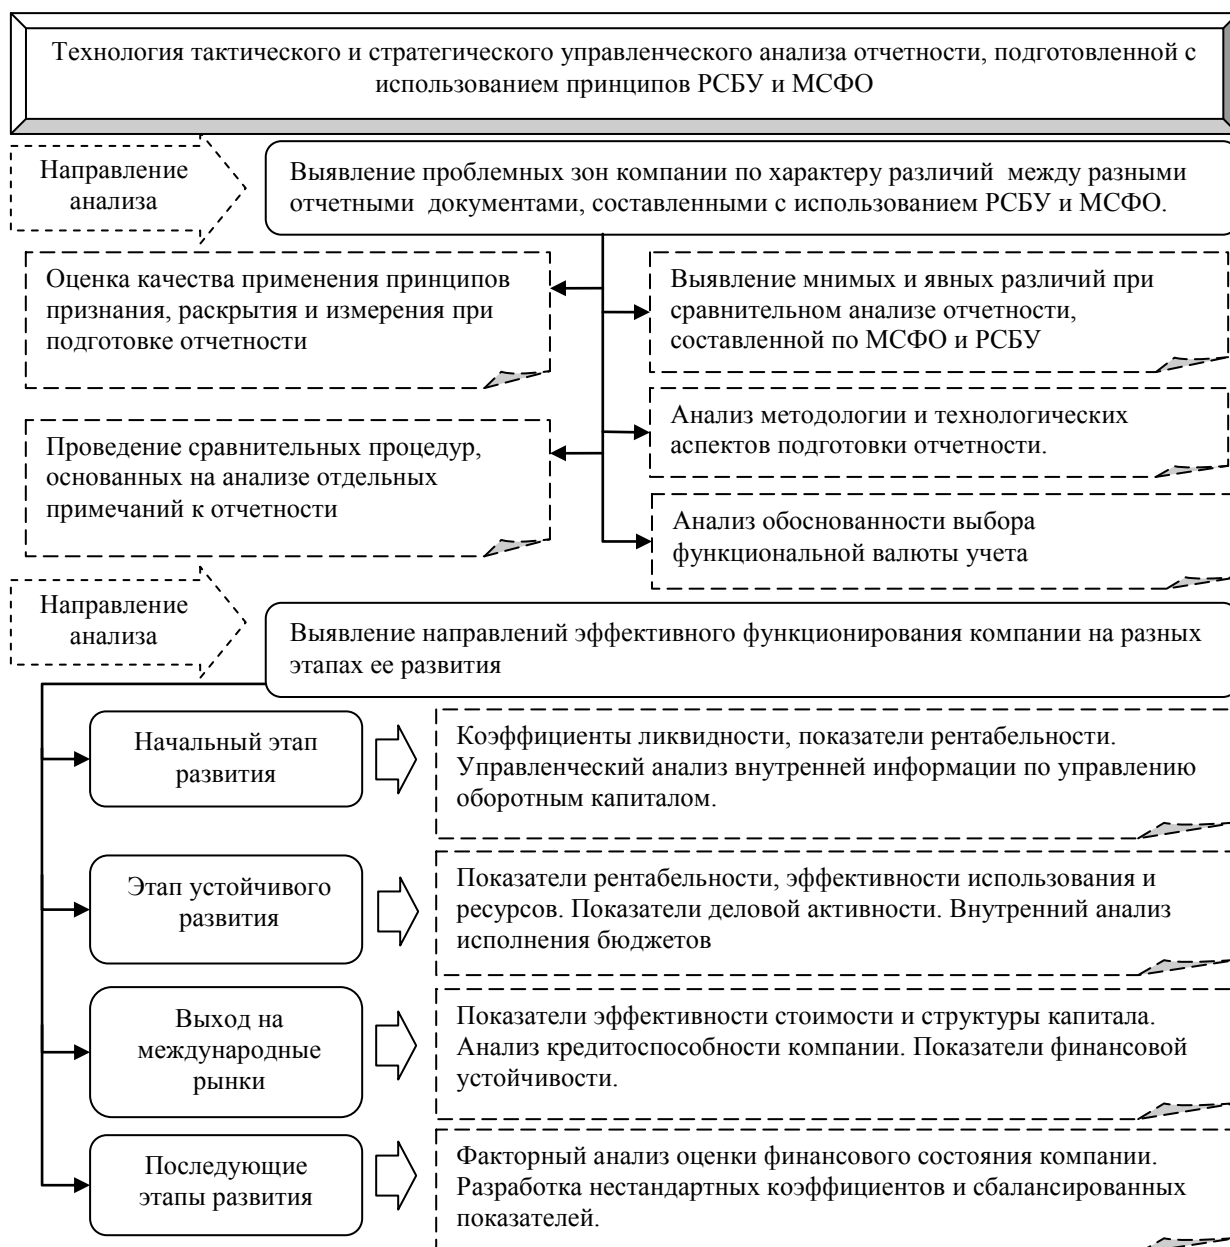 Технология тактического и стратегического управленческого анализа отчетности, подготовленной с
использованием принципов РСБУ и МСФО
Направление
анализа
Выявление проблемных зон компании по характеру различий между разными
отчетными документами, составленными с использованием РСБУ и МСФО.
Оценка качества применения принципов
признания, раскрытия и измерения при
подготовке отчетности
Выявление мнимых и явных различий при
сравнительном анализе отчетности,
составленной по МСФО и РСБУ
Анализ методологии и технологических
аспектов подготовки отчетности.
Проведение сравнительных процедур,
основанных на анализе отдельных
примечаний к отчетности
Анализ обоснованности выбора
функциональной валюты учета
Направление
анализа
Выявление направлений эффективного функционирования компании на разных
этапах ее развития
Начальный этап
развития
Коэффициенты ликвидности, показатели рентабельности.
Управленческий анализ внутренней информации по управлению
оборотным капиталом.
Этап устойчивого
развития
Показатели рентабельности, эффективности использования и
ресурсов. Показатели деловой активности. Внутренний анализ
исполнения бюджетов
Выход на
международные
рынки
Показатели эффективности стоимости и структуры капитала.
Анализ кредитоспособности компании. Показатели финансовой
устойчивости.
Последующие
этапы развития
Факторный анализ оценки финансового состояния компании.
Разработка нестандартных коэффициентов и сбалансированных
показателей.